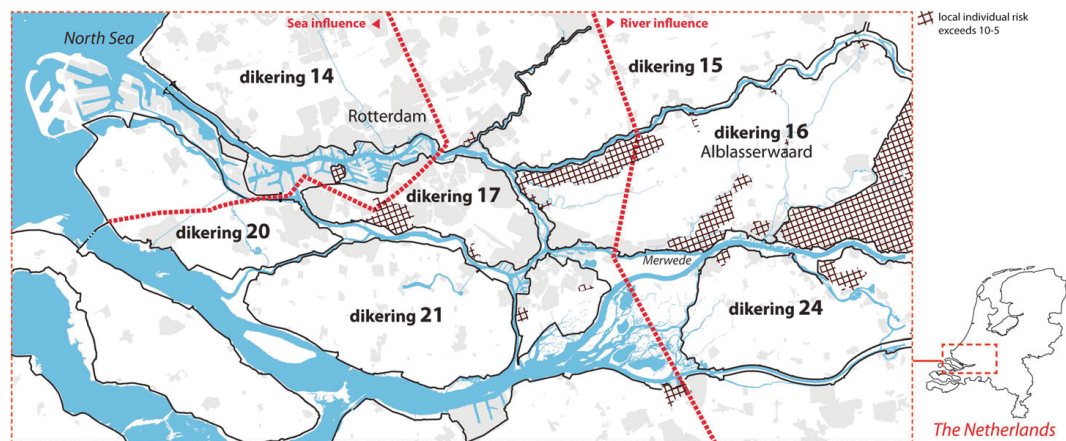 Sea influence
River influence
local individual risk
exceeds 10-5
North Sea
dikering 14
dikering 15
Rotterdam
dikering 16
Alblasserwaard
dikering 17
dikering 20
Merwede
dikering 21
dikering 24
The Netherlands